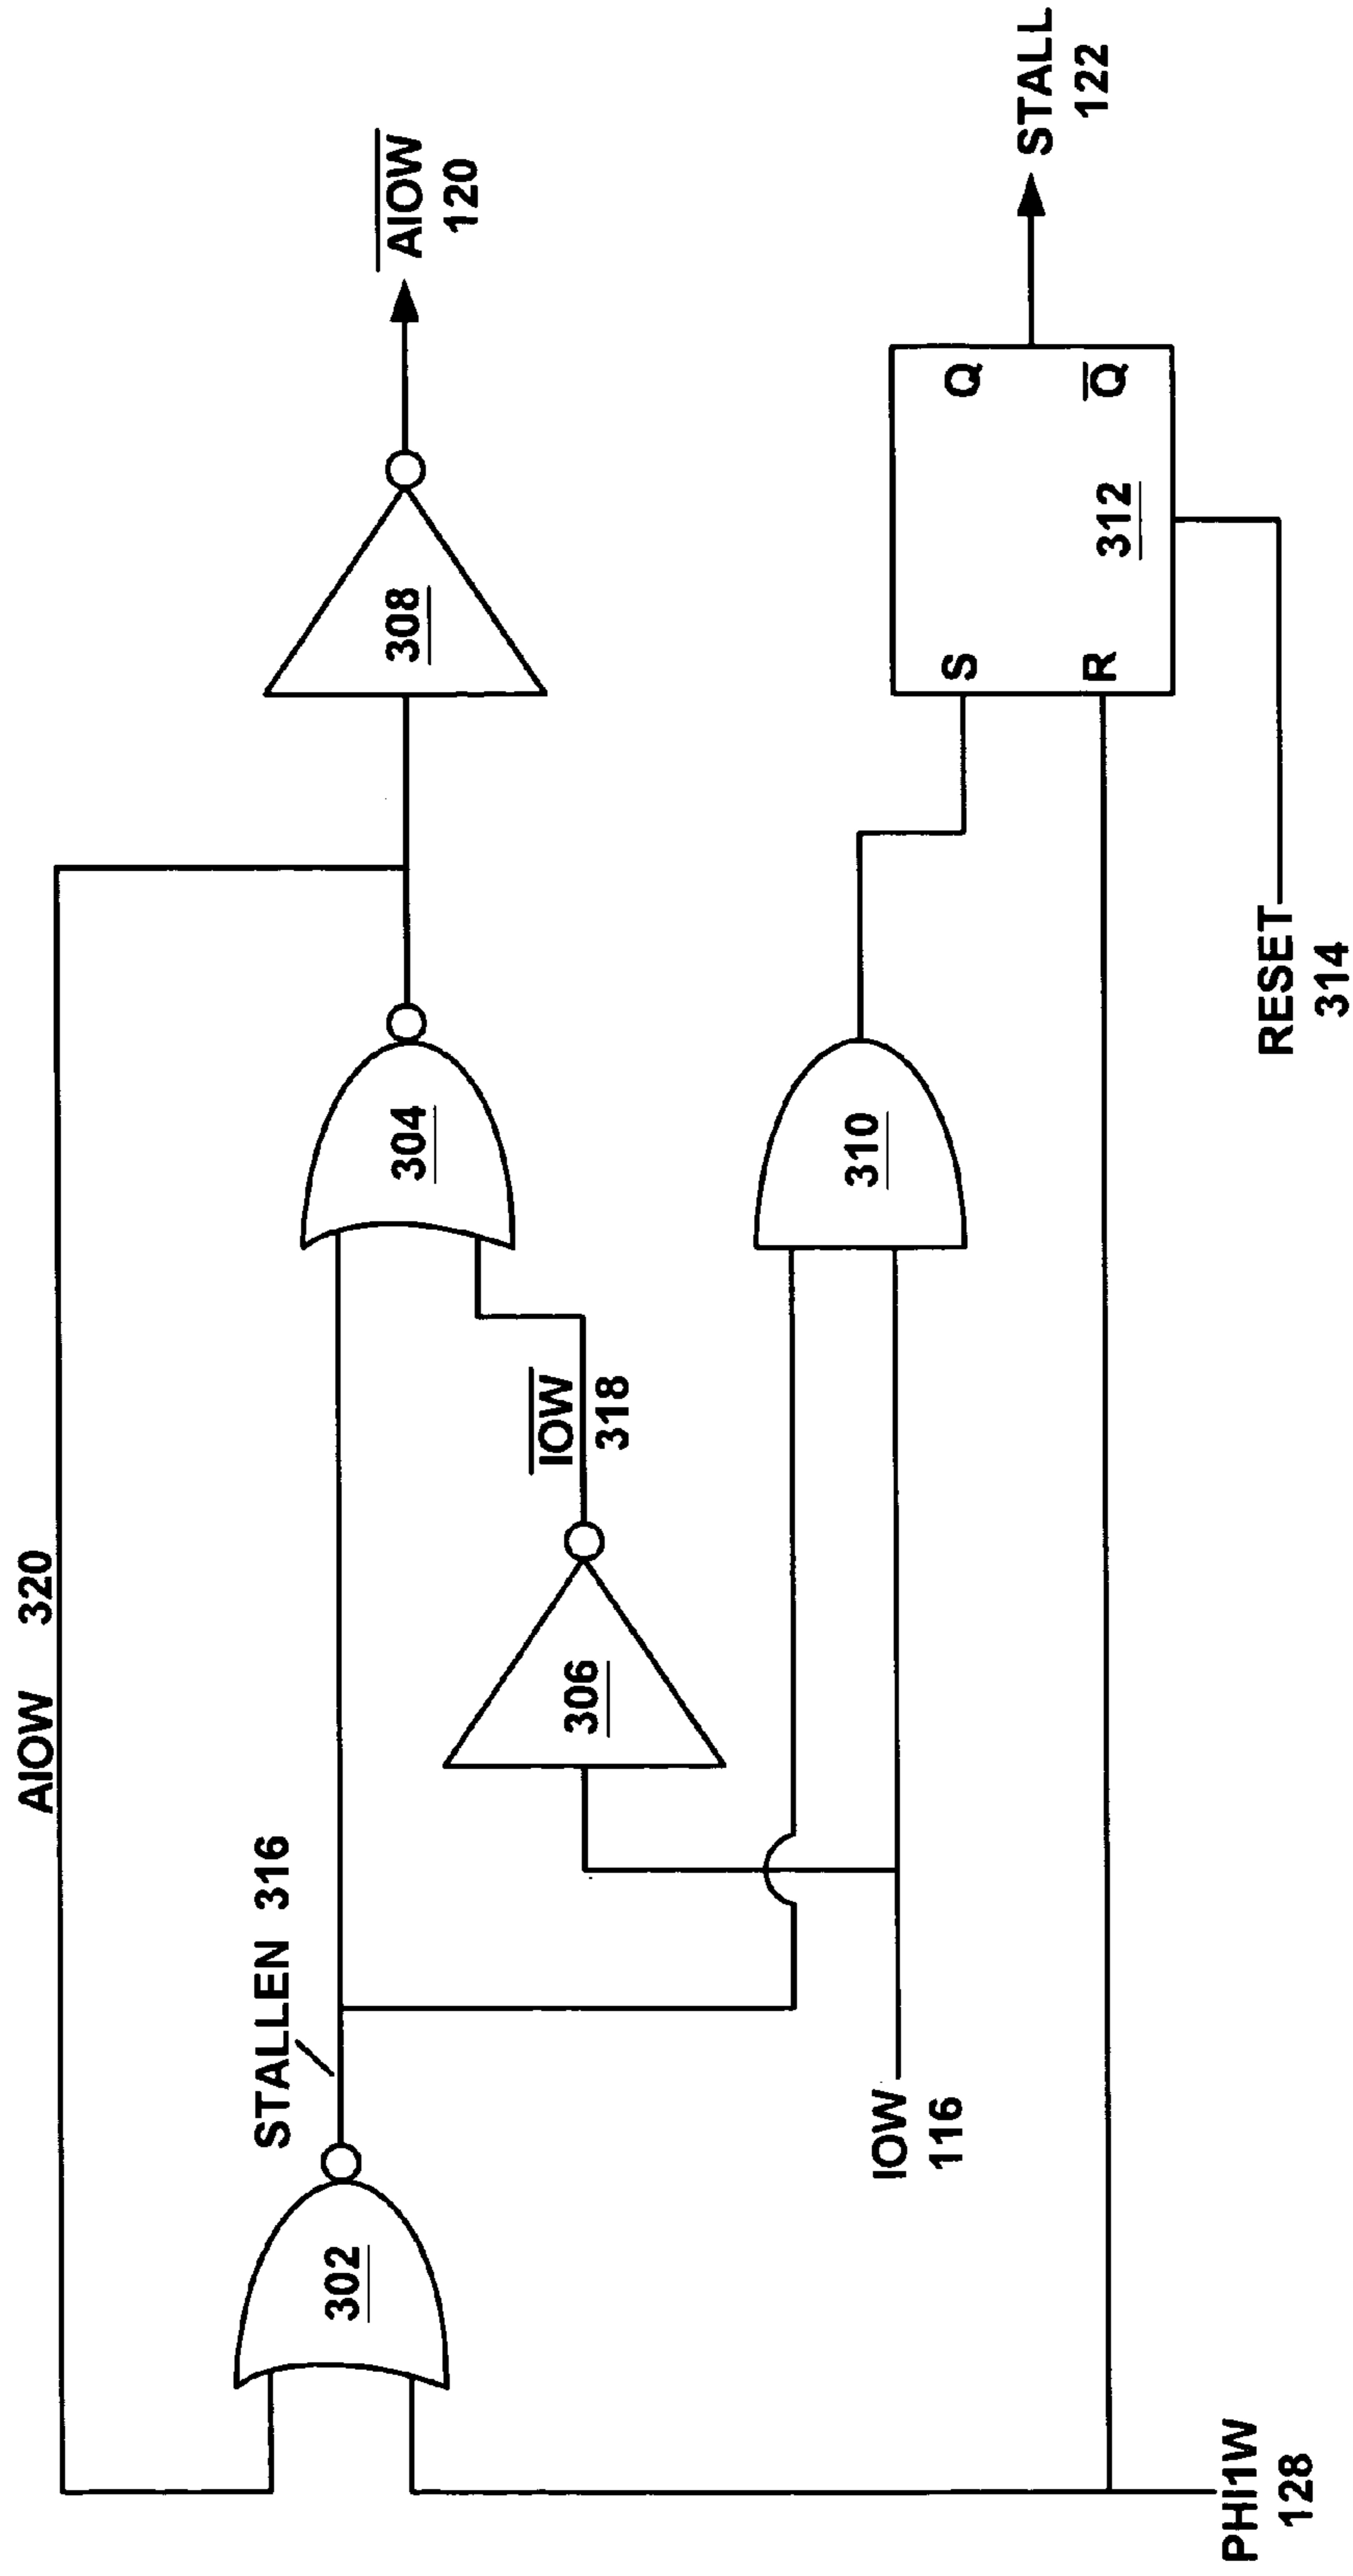 AIOW 320
STALLEN 316
302
304
308
AIOW
120
IOW
318
306
310
IOW
116
S
R
Q
Q
312
STALL
122
RESET
314
PHI1W
128